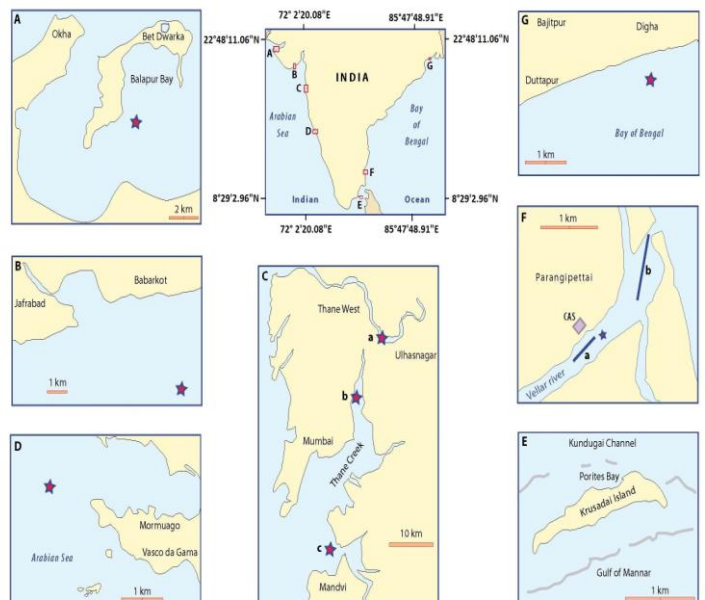 A
Okha
Bet Dwarka
Balapur Bay
2 km
72° 2'20.08"E
85°47'48.91"E
22°48'11.06"N
22°48'11.06"N
A
B
C
D
E
F
G
INDIA
Arabian
Sea
Bay
of
Bengal
Indian
Ocean
8°29'2.96"N
8°29'2.96"N
72° 2'20.08"E
85°47'48.91"E
G
Bajitpur
Digha
Duttapur
Bay of Bengal
1 km
B
Jafrabad
Babarkot
1 km
C
Thane West
a
Ulhasnagar
b
Mumbai
Thane Creek
10 km
c
Mandvi
F
1 km
Parangipettai
b
CAS
a
Vellar river
D
Mormuago
Arabian Sea
Vasco da Gama
1 km
E
Kundugai Channel
Porites Bay
Krusadai Island
Gulf of Mannar
1 km